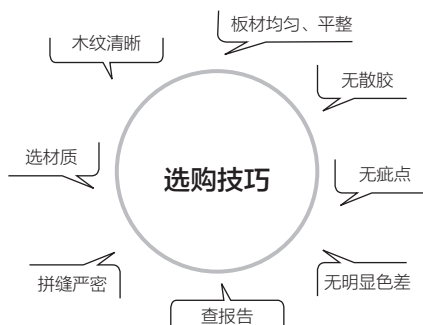 板材均匀、平整
木纹清晰
无散胶
选材质
选购技巧
无疵点
拼缝严密
无明显色差
查报告